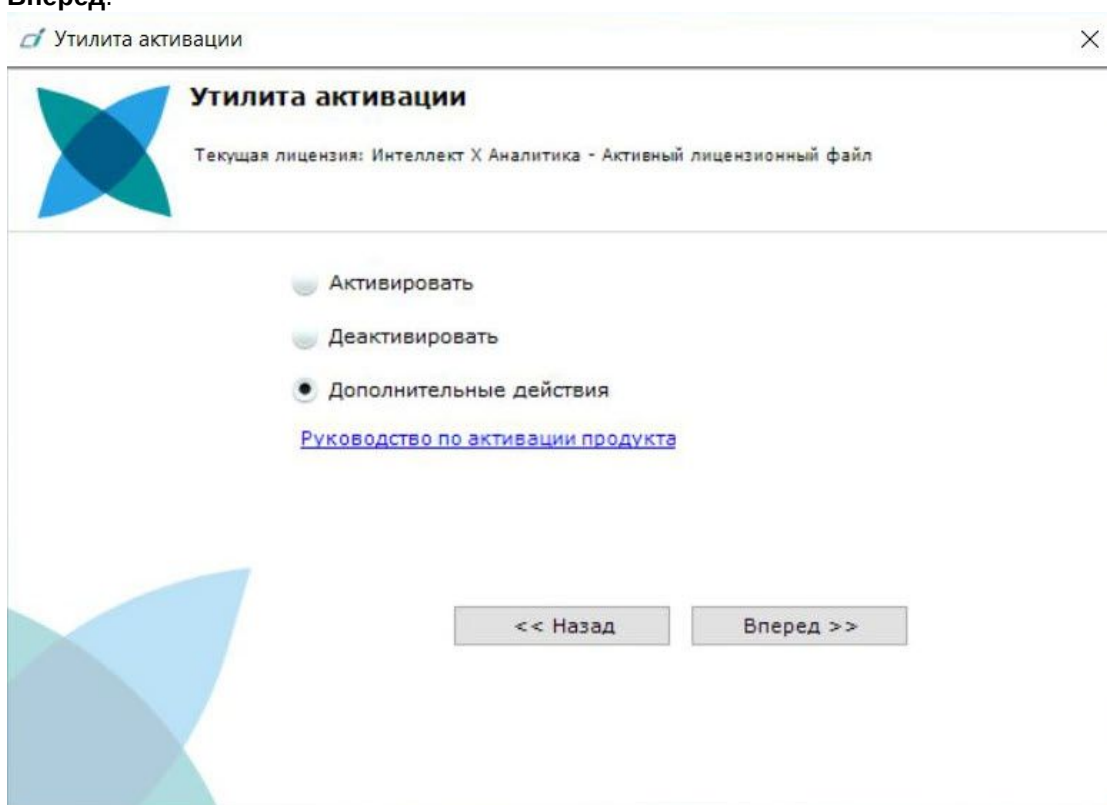 Вперед.
Утилита активации
Утилита активации
Текущая лицензия: Интеллект X Аналитика - Активный лицензионный файл
Активировать
Деактивировать
Дополнительные действия
Руководство по активации продукта
<< Назад
Вперед >>